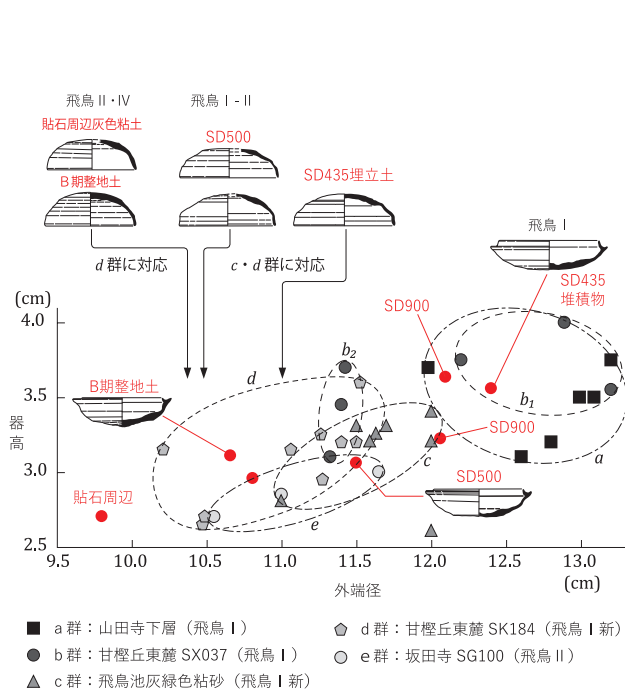 飛鳥Ⅱ・Ⅳ
飛鳥Ⅰ-Ⅱ
貼石周辺灰色粘土
SD500
B期整地土
SD435埋立土
飛鳥Ⅰ
d 群に対応
c・d 群に対応
SD435
堆積物
(cm)
4.0
3.5
3.0
2.5
器高
SD900
b2
b1
B期整地土
d
a
SD900
c
貼石周辺
e
SD500
9.5 10.0 10.5 11.0 11.5 12.0 12.5 13.0
(cm)
外端径
a 群：山田寺下層（飛鳥Ⅰ）
b 群：甘樫丘東麓 SX037（飛鳥Ⅰ）
c 群：飛鳥池灰緑色粘砂（飛鳥Ⅰ新）
d 群：甘樫丘東麓 SK184（飛鳥Ⅰ新）
e 群：坂田寺 SG100（飛鳥Ⅱ）